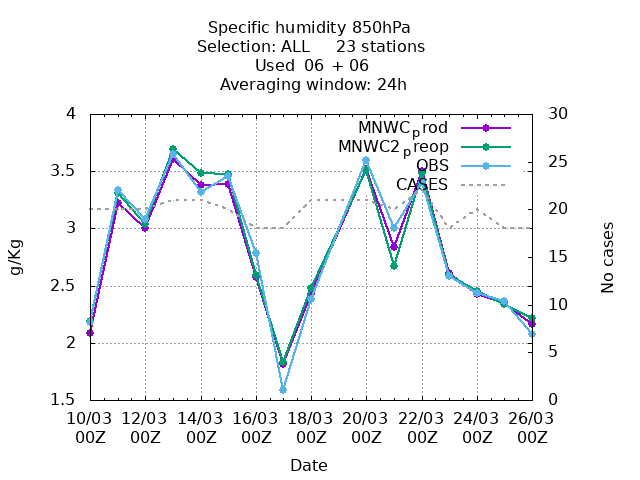 Specific humidity 850hPa
Selection: ALL 23 stations
Used 06 + 06
Averaging window: 24h
4
3.5
3
2.5
2
1.5
30
25
20
15
10
5
0
MNWCprod
MNWC2preop
OBS
CASES
g/Kg
No cases
10/03 12/03 14/03 16/03 18/03 20/03 22/03 24/03 26/03
00Z 00Z 00Z 00Z 00Z 00Z 00Z 00Z 00Z
Date